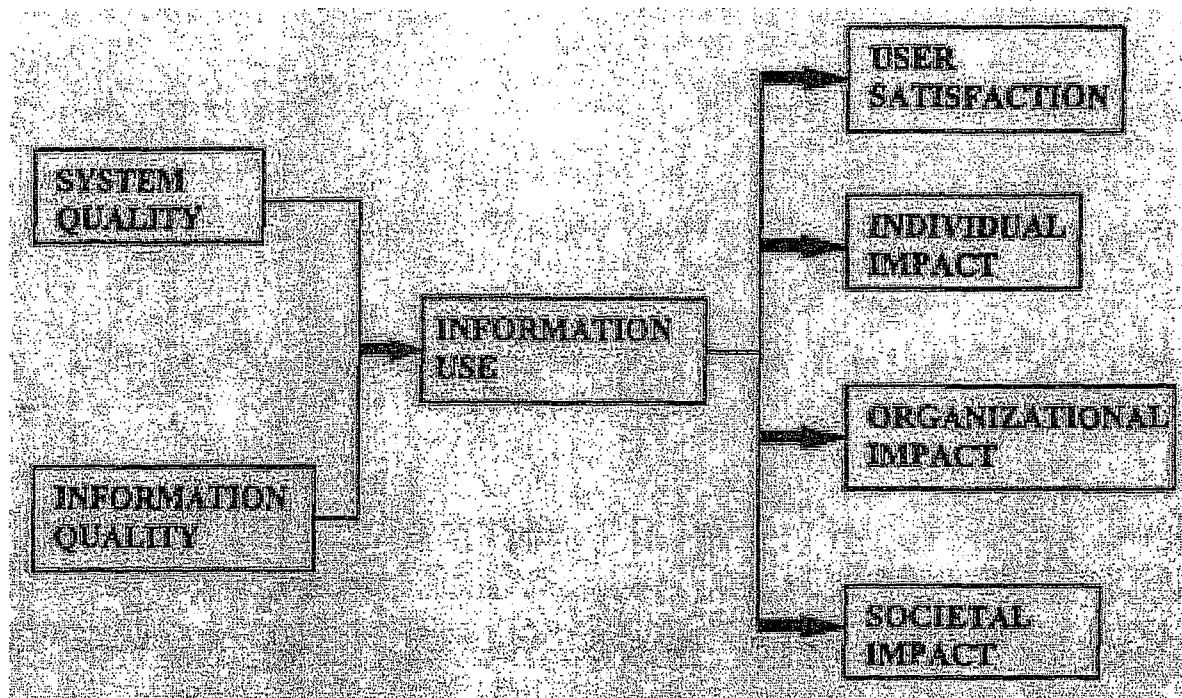 SYSTEM
QUALITY
INFORMATION
QUALITY
INFORMATION
USE
USER
SATISFACTION
INDIVIDUAL
IMPACT
ORGANIZATIONAL
IMPACT
SOCIETAL
IMPACT